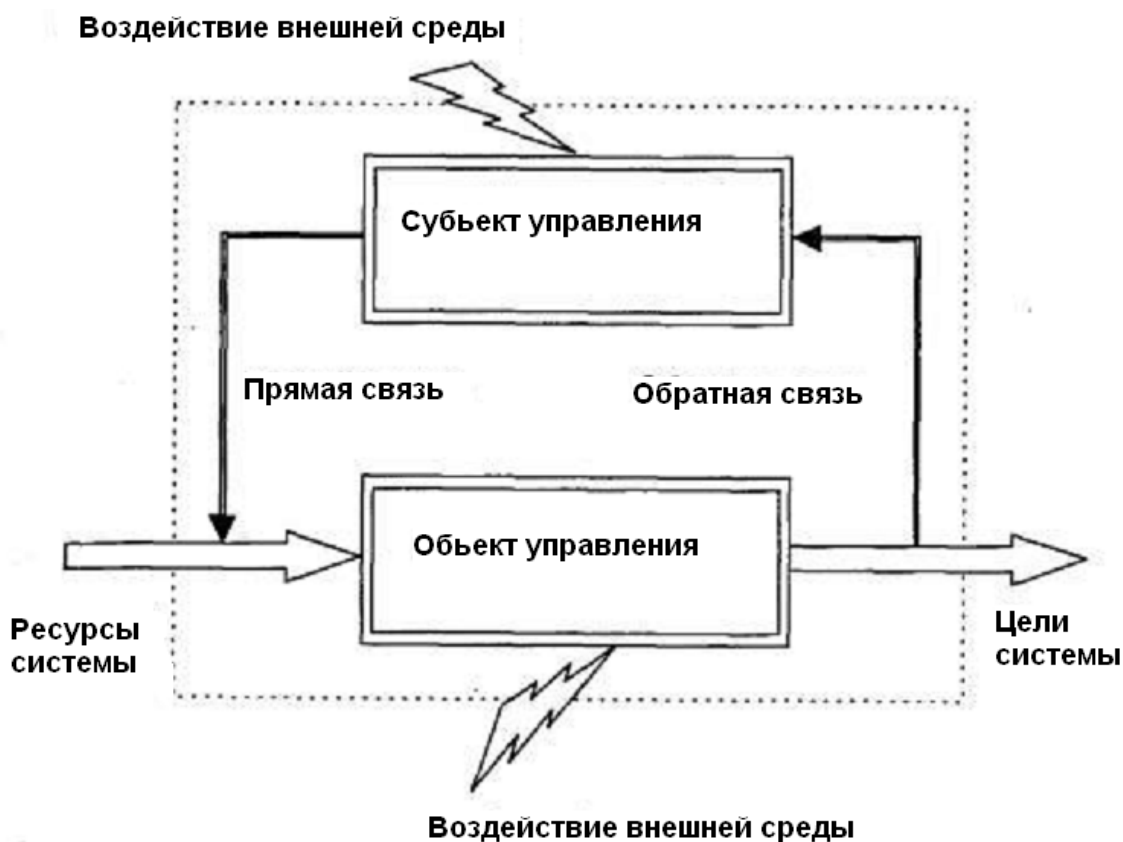 Воздействие внешней среды
Субьект управления
Прямая связь
Обратная связь
Обьект управления
Ресурсы
системы
Цели
системы
Воздействие внешней среды